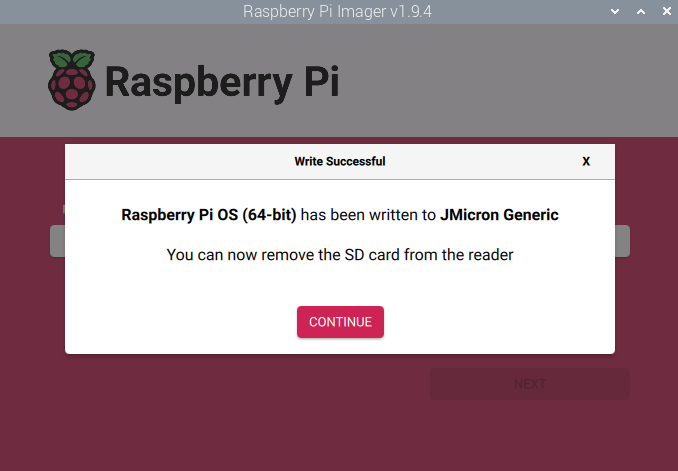 Raspberry Pi Imager v1.9.4
Raspberry Pi
Write Successful
X
Raspberry Pi OS (64-bit) has been written to JMicron Generic
You can now remove the SD card from the reader
CONTINUE
NEXT